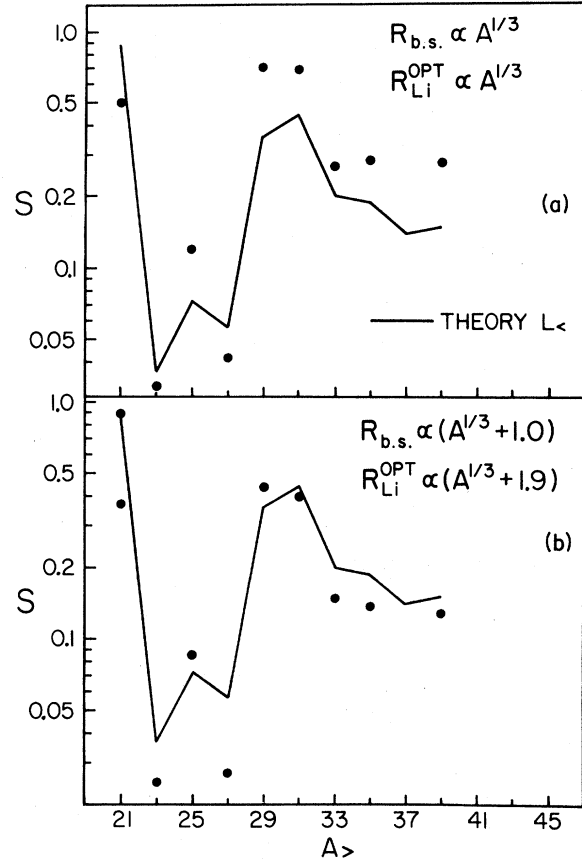 1.0
0.5
0.2
0.1
0.05
S
R_b.s. ∝ A^1/3
R_Li^OPT ∝ A^1/3
(a)
THEORY L<
1.0
0.5
0.2
0.1
0.05
S
R_b.s. ∝ (A^1/3 + 1.0)
R_Li^OPT ∝ (A^1/3 + 1.9)
(b)
21 25 29 33 37 41 45
A>